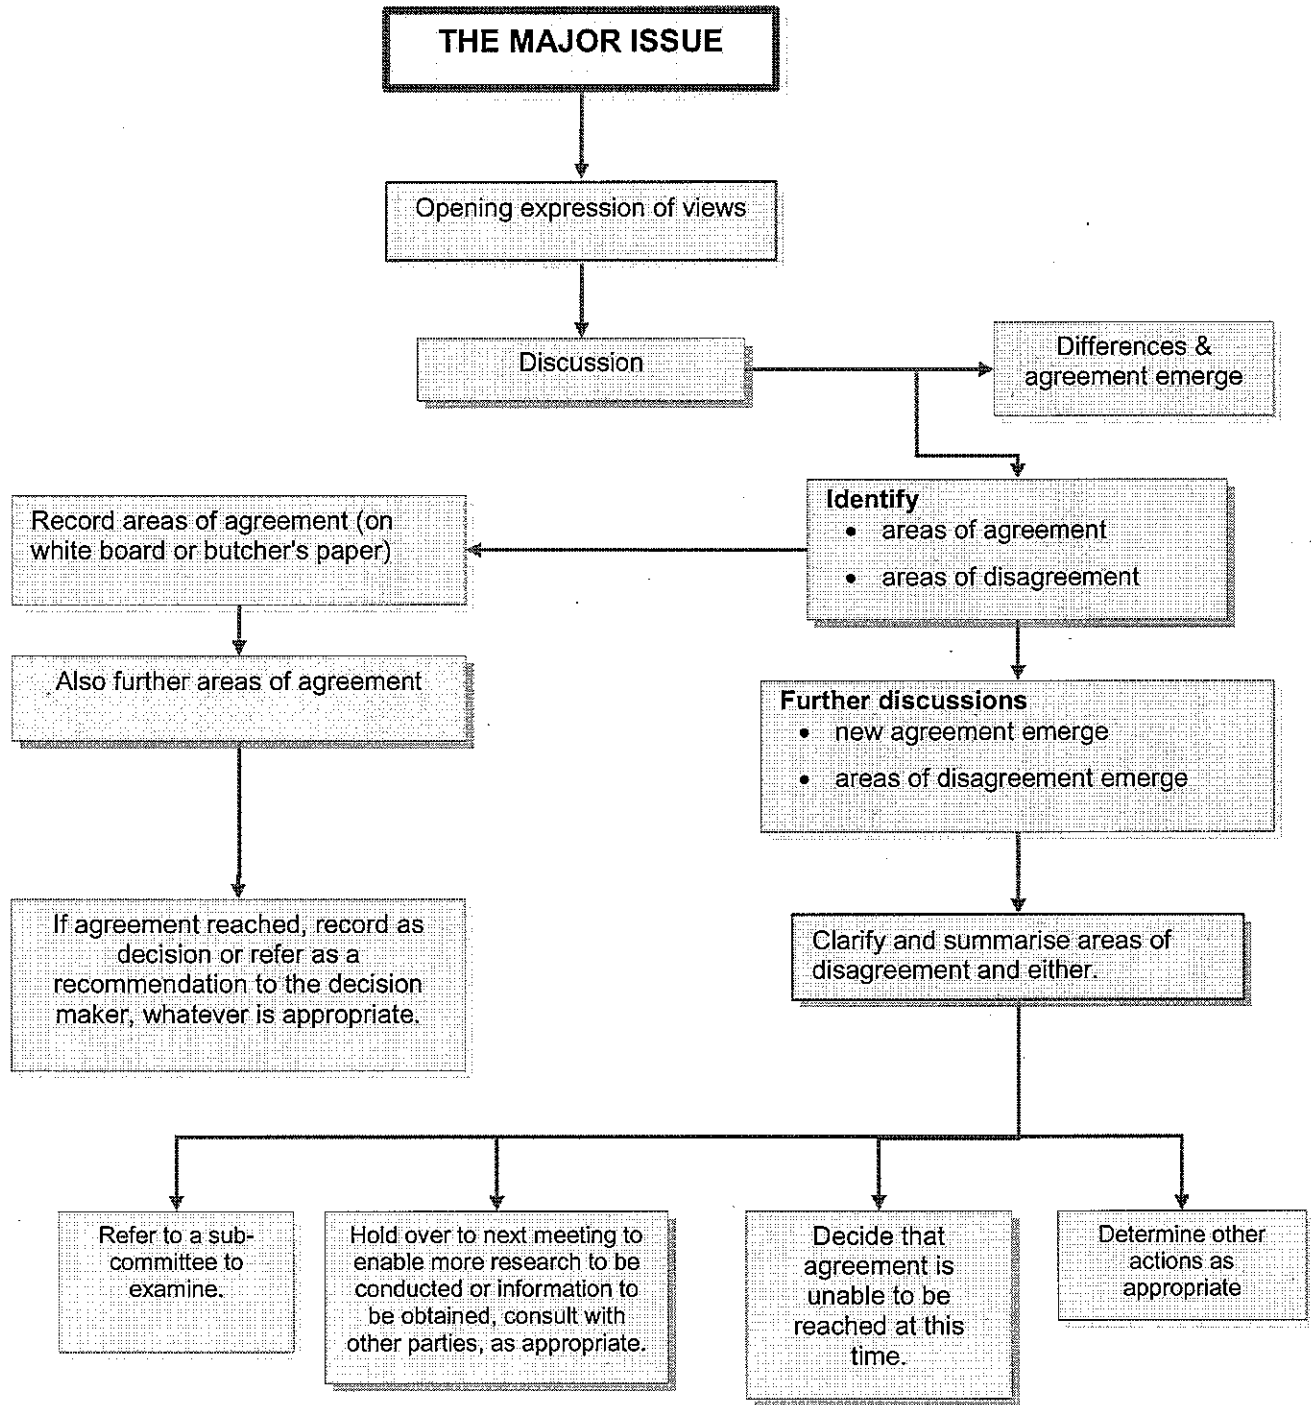 THE MAJOR ISSUE
Opening expression of views
Discussion
Differences &
agreement emerge
Identify
• areas of agreement
• areas of disagreement
Record areas of agreement (on
white board or butcher's paper)
Also further areas of agreement
Further discussions
• new agreement emerge
• areas of disagreement emerge
If agreement reached, record as
decision or refer as a
recommendation to the decision
maker, whatever is appropriate.
Clarify and summarise areas of
disagreement and either.
Refer to a sub-
committee to
examine.
Hold over to next meeting to
enable more research to be
conducted or information to
be obtained, consult with
other parties, as appropriate.
Decide that
agreement is
unable to be
reached at this
time.
Determine other
actions as
appropriate